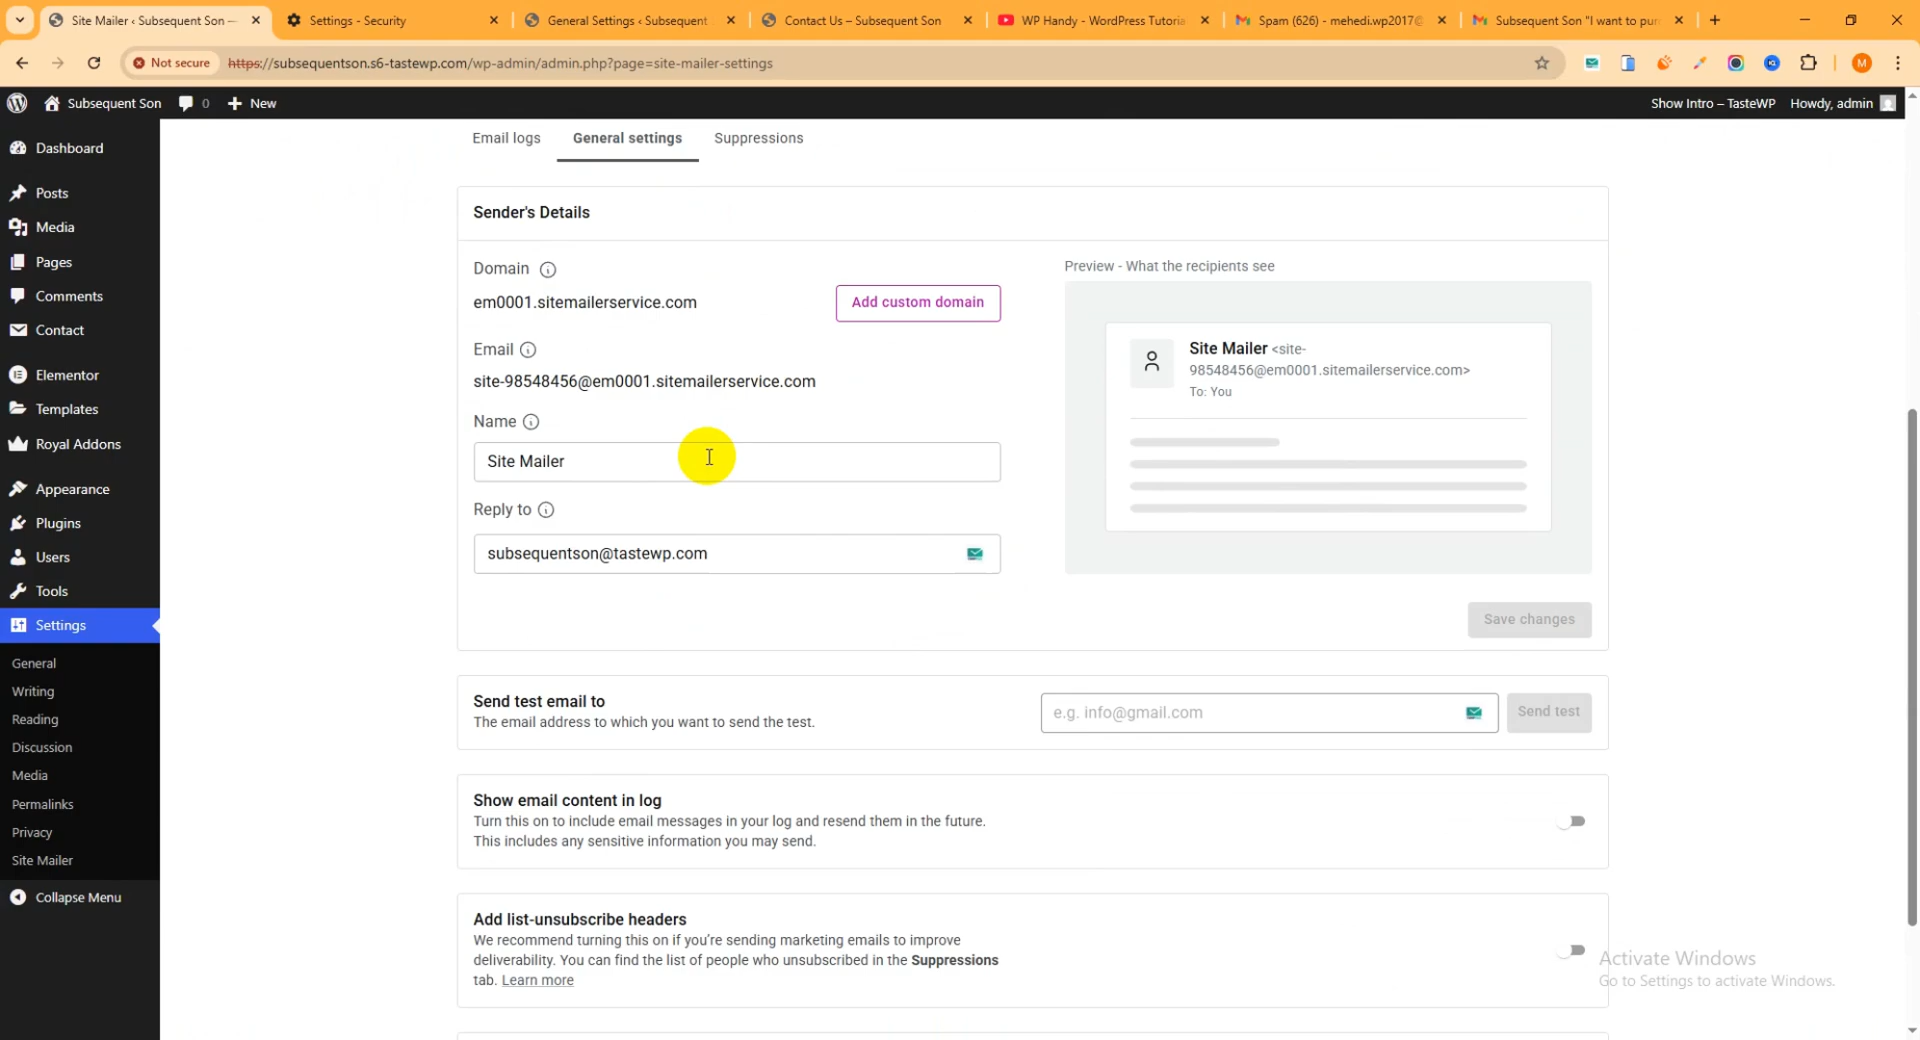 Site Mailer ‹ Subsequent Son —
Settings - Security
General Settings ‹ Subsequent
Contact Us – Subsequent Son
WP Handy - WordPress Tutoria
Spam (626) - mehedi.wp2017@
Subsequent Son "I want to pur
Not secure
https://subsequentson.s6-tastewp.com/wp-admin/admin.php?page=site-mailer-settings
M
Subsequent Son
0
New
Show Intro – TasteWP
Howdy, admin
Dashboard
Posts
Media
Pages
Comments
Contact
Elementor
Templates
Royal Addons
Appearance
Plugins
Users
Tools
Settings
General
Writing
Reading
Discussion
Media
Permalinks
Privacy
Site Mailer
Collapse Menu
Email logs
General settings
Suppressions
Sender's Details
Domain
em0001.sitemailerservice.com
Add custom domain
Email
site-98548456@em0001.sitemailerservice.com
Name
Site Mailer
Reply to
subsequentson@tastewp.com
Preview - What the recipients see
Site Mailer <site-
98548456@em0001.sitemailerservice.com>
To: You
Save changes
Send test email to
The email address to which you want to send the test.
e.g. info@gmail.com
Send test
Show email content in log
Turn this on to include email messages in your log and resend them in the future.
This includes any sensitive information you may send.
Add list-unsubscribe headers
We recommend turning this on if you're sending marketing emails to improve
deliverability. You can find the list of people who unsubscribed in the Suppressions
tab. Learn more
Activate Windows
Go to Settings to activate Windows.